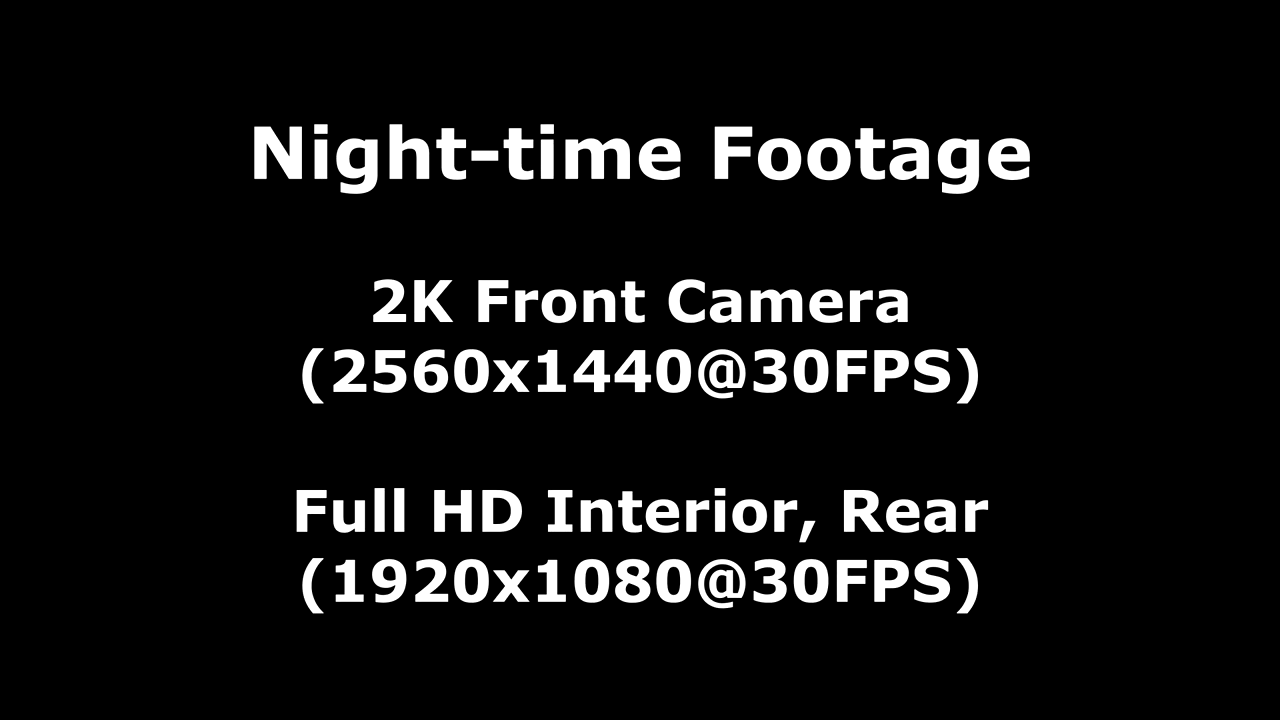 Night-time Footage
2K Front Camera
(2560x1440@30FPS)
Full HD Interior, Rear
(1920x1080@30FPS)